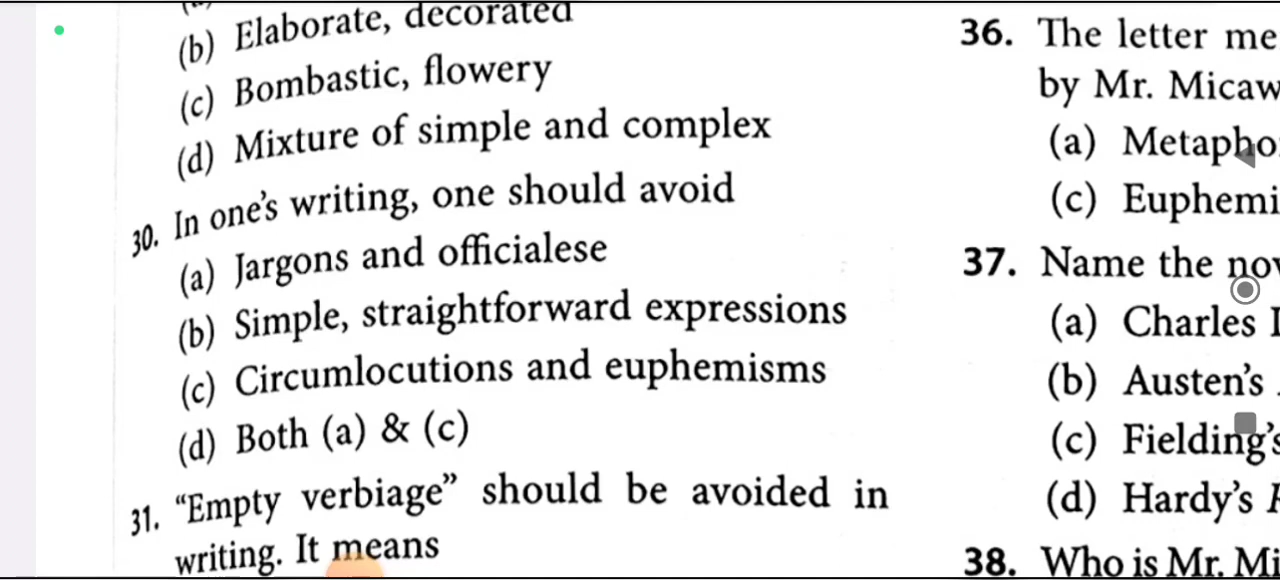 (b) Elaborate, decorated
(c) Bombastic, flowery
(d) Mixture of simple and complex
30. In one's writing, one should avoid
(a) Jargons and officialese
(b) Simple, straightforward expressions
(c) Circumlocutions and euphemisms
(d) Both (a) & (c)
31. “Empty verbiage” should be avoided in
writing. It means
36. The letter me
by Mr. Micaw
(a) Metapho
(c) Euphemi
37. Name the nov
(a) Charles
(b) Austen's
(c) Fielding's
(d) Hardy's
38. Who is Mr. Mi